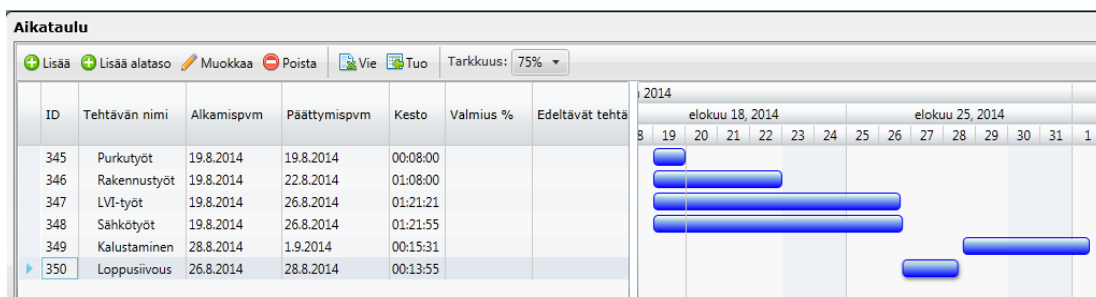 Aikataulu
Lisää Lisää alataso Muokkaa Poista Vie Tuo Tarkkuus: 75%
2014
ID Tehtävän nimi Alkamispvm Päättymispvm Kesto Valmius % Edeltävät tehtä
elokuu 18, 2014 elokuu 25, 2014
8 19 20 21 22 23 24 25 26 27 28 29 30 31 1
345 Purkutyöt 19.8.2014 19.8.2014 00:08:00
346 Rakennustyöt 19.8.2014 22.8.2014 01:08:00
347 LVI-työt 19.8.2014 26.8.2014 01:21:21
348 Sähkötyöt 19.8.2014 26.8.2014 01:21:55
349 Kalustaminen 28.8.2014 1.9.2014 00:15:31
350 Loppusiivous 26.8.2014 28.8.2014 00:13:55